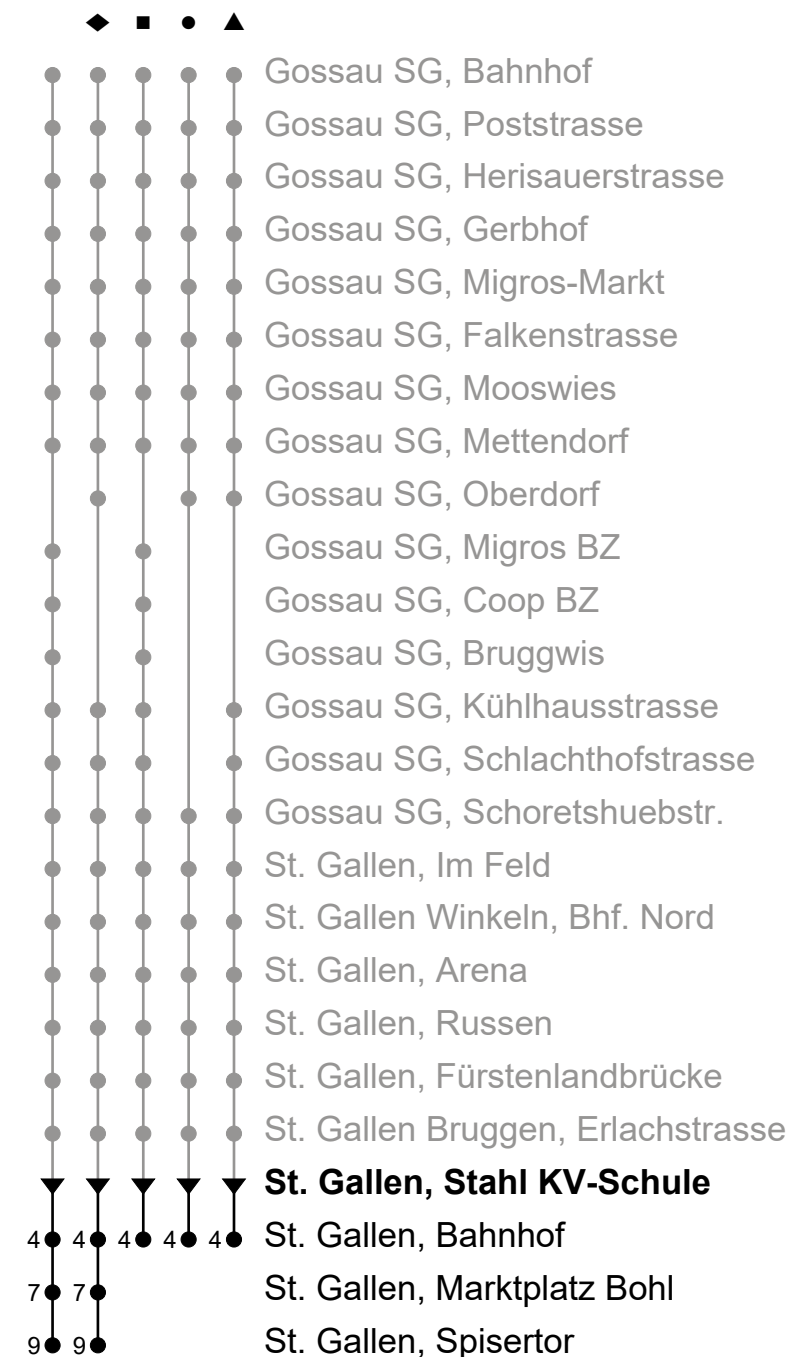 ◆ ■ ● ▲
Gossau SG, Bahnhof
Gossau SG, Poststrasse
Gossau SG, Herisauerstrasse
Gossau SG, Gerbhof
Gossau SG, Migros-Markt
Gossau SG, Falkenstrasse
Gossau SG, Mooswies
Gossau SG, Mettendorf
Gossau SG, Oberdorf
Gossau SG, Migros BZ
Gossau SG, Coop BZ
Gossau SG, Bruggwis
Gossau SG, Kühlhausstrasse
Gossau SG, Schlachthofstrasse
Gossau SG, Schoretshuebstr.
St. Gallen, Im Feld
St. Gallen Winkeln, Bhf. Nord
St. Gallen, Arena
St. Gallen, Russen
St. Gallen, Fürstenlandbrücke
St. Gallen Bruggen, Erlachstrasse
St. Gallen, Stahl KV-Schule
4 4 4 4 4 St. Gallen, Bahnhof
7 7 St. Gallen, Marktplatz Bohl
9 9 St. Gallen, Spisertor